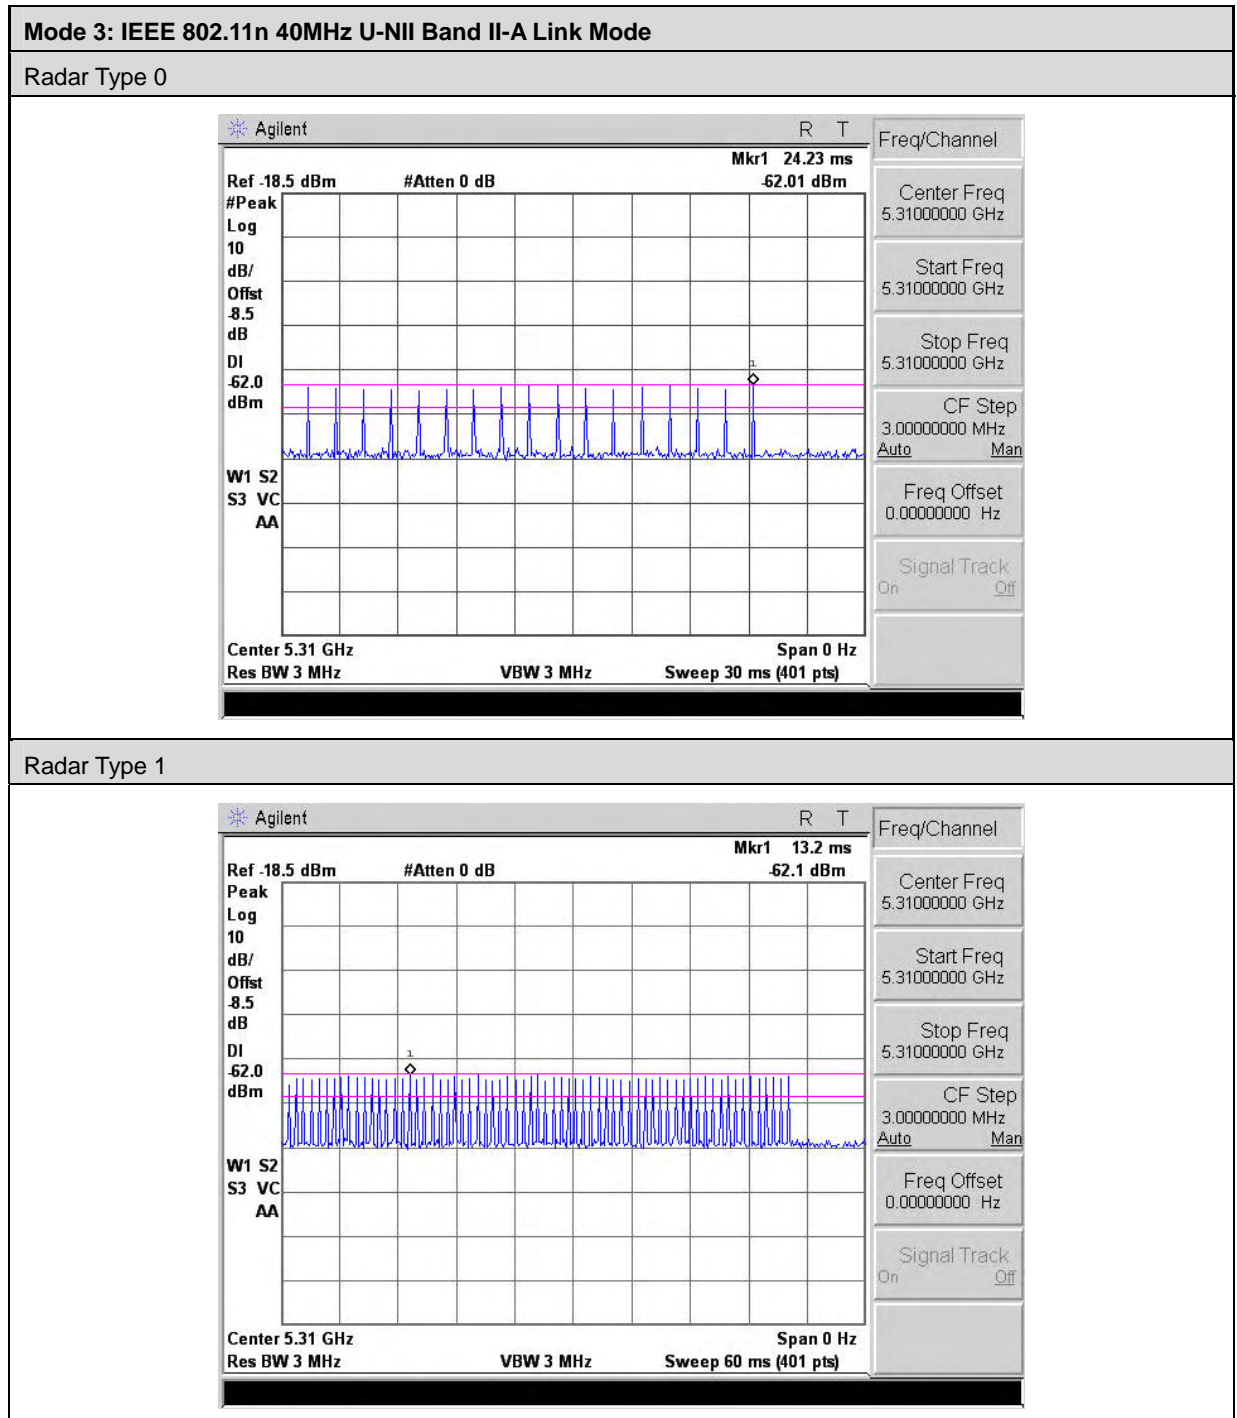 Mode 3: IEEE 802.11n 40MHz U-NII Band II-A Link Mode
Radar Type 0
Agilent R T
Mkr1 24.23 ms
Ref -18.5 dBm #Atten 0 dB -62.01 dBm
#Peak
Log
10
dB/
Offst
-8.5
dB
DI
-62.0
dBm
1
W1 S2
S3 VC
AA
Center 5.31 GHz Span 0 Hz
Res BW 3 MHz VBW 3 MHz Sweep 30 ms (401 pts)
Freq/Channel
Center Freq
5.31000000 GHz
Start Freq
5.31000000 GHz
Stop Freq
5.31000000 GHz
CF Step
3.00000000 MHz
Auto Man
Freq Offset
0.00000000 Hz
Signal Track
On Off
Radar Type 1
Agilent R T
Mkr1 13.2 ms
Ref -18.5 dBm #Atten 0 dB -62.1 dBm
Peak
Log
10
dB/
Offst
-8.5
dB
DI
-62.0
dBm
1
W1 S2
S3 VC
AA
Center 5.31 GHz Span 0 Hz
Res BW 3 MHz VBW 3 MHz Sweep 60 ms (401 pts)
Freq/Channel
Center Freq
5.31000000 GHz
Start Freq
5.31000000 GHz
Stop Freq
5.31000000 GHz
CF Step
3.00000000 MHz
Auto Man
Freq Offset
0.00000000 Hz
Signal Track
On Off